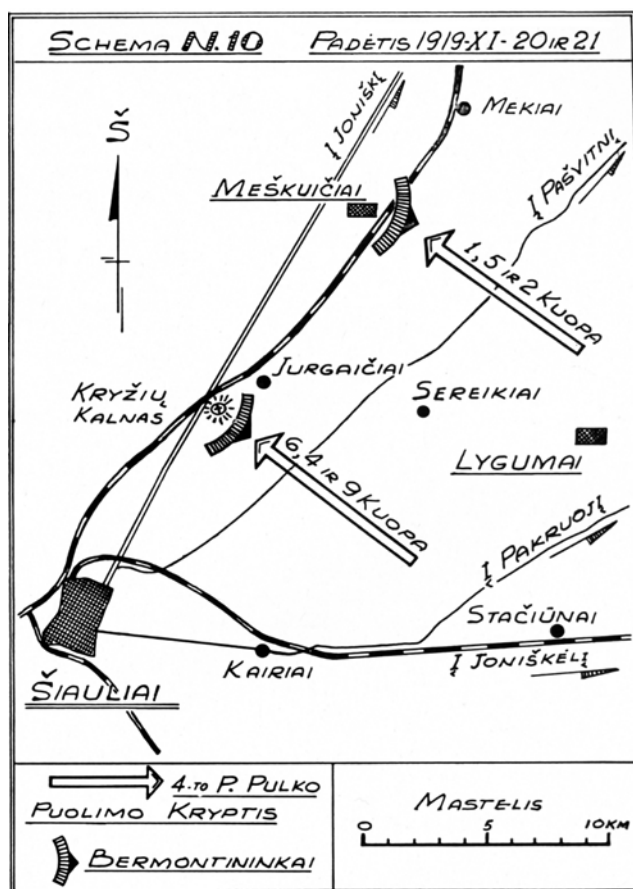 SCHEMA N.10 PADĖTIS 1919-XI-20 IR 21
Š
Į JONIŠKĮ
MEKIAI
MEŠKUIČIAI
Į PAŠVITNĮ
1,5 IR 2 KUOPA
JURGAIČIAI
KRYŽIŲ
KALNAS
SEREIKIAI
6,4 IR 9 KUOPA
LYGUMAI
Į PAKRUOJĮ
STAČIŪNAI
KAIRIAI
Į JONIŠKĖLĮ
ŠIAULIAI
4-TO P. PULKO
PUOLIMO KRYPTIS
BERMONTININKAI
MASTELIS
0 5 10KM